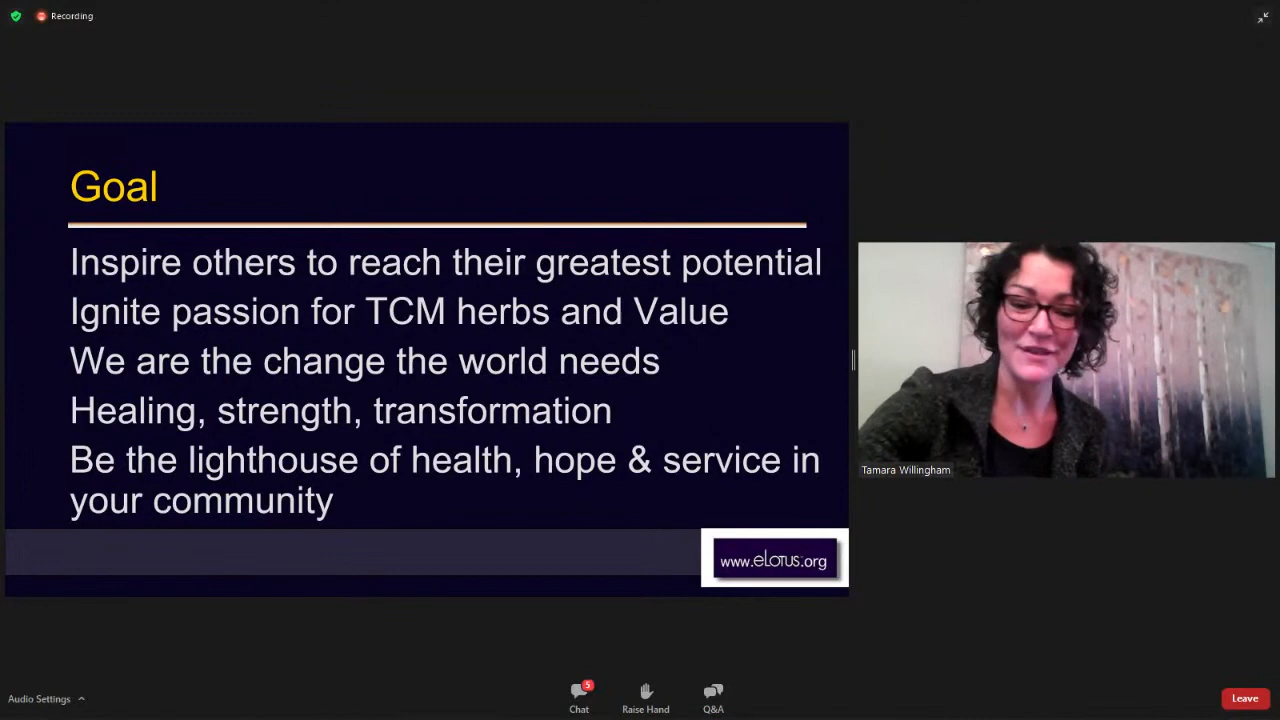 Recording
Goal
Inspire others to reach their greatest potential
Ignite passion for TCM herbs and Value
We are the change the world needs
Healing, strength, transformation
Be the lighthouse of health, hope & service in
your community
www.eLotus.org
Tamara Willingham
Audio Settings
5
Chat
Raise Hand
Q&A
Leave